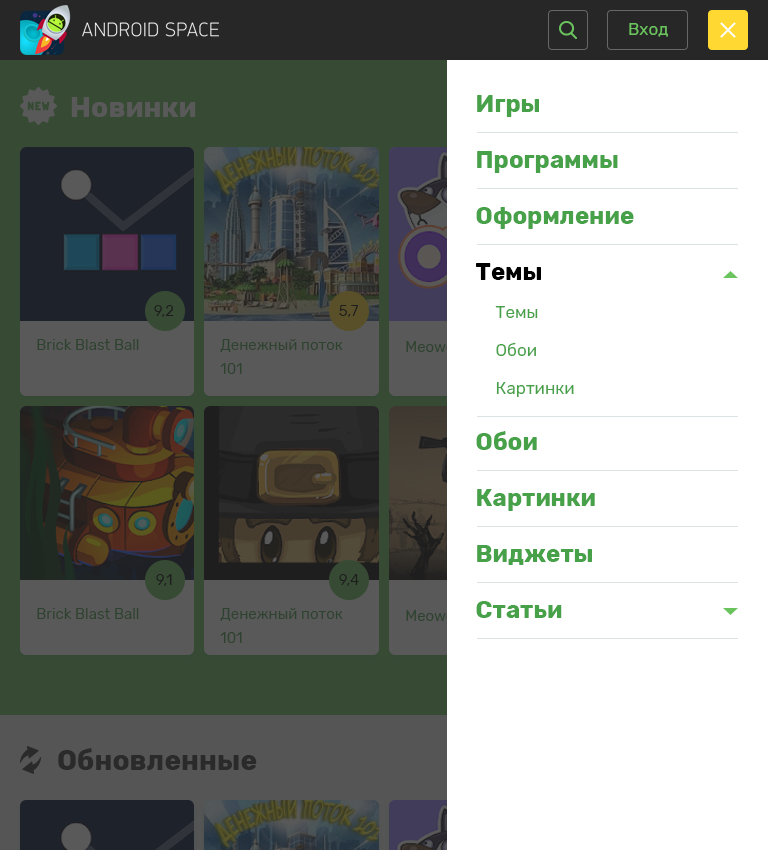 ANDROID SPACE
Вход
NEW
Новинки
ДЕНЕЖНЫЙ ПОТОК
9,2
5,7
Brick Blast Ball
Денежный поток
101
Meow
9,1
9,4
Brick Blast Ball
Денежный поток
101
Meow
Обновленные
ДЕНЕЖНЫЙ ПОТОК
Игры
Программы
Оформление
Темы
Темы
Обои
Картинки
Обои
Картинки
Виджеты
Статьи